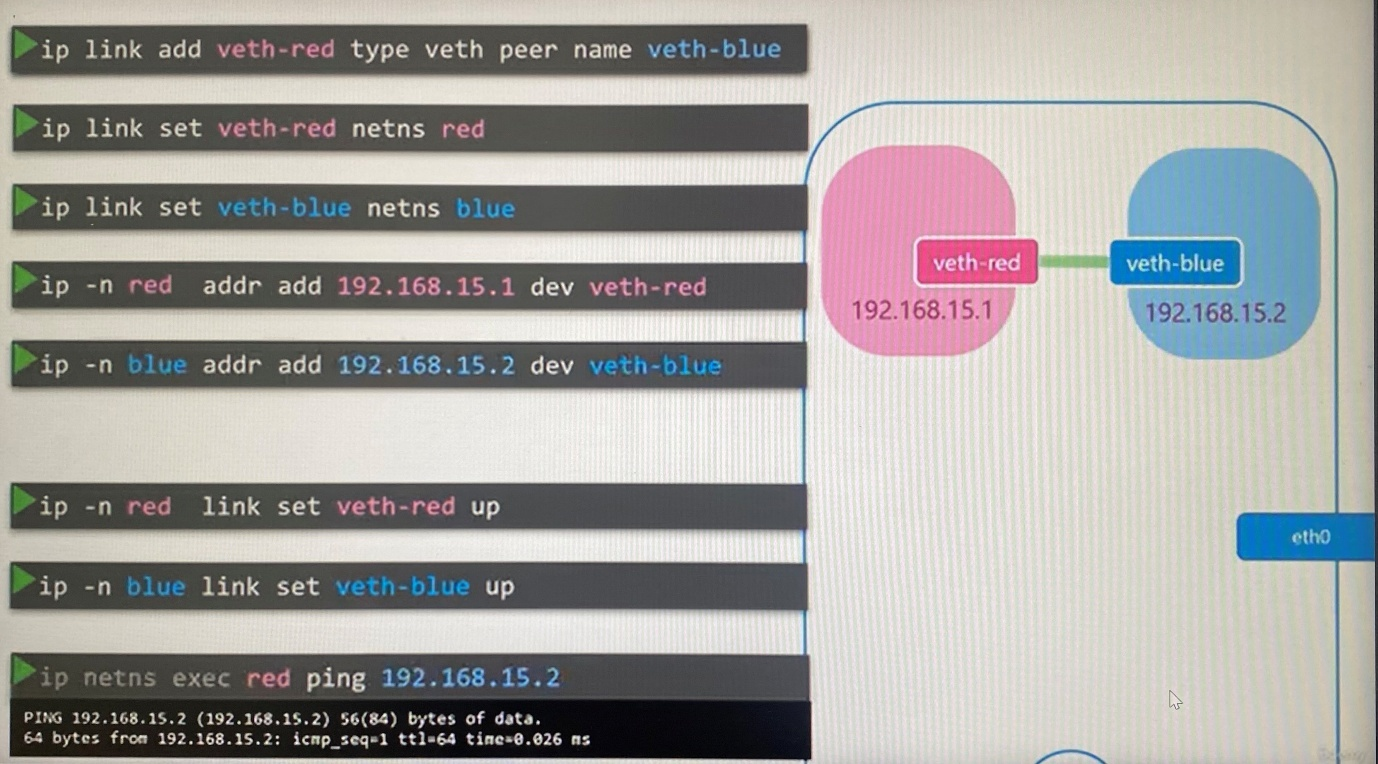 ip link add veth-red type veth peer name veth-blue
ip link set veth-red netns red
ip link set veth-blue netns blue
ip -n red addr add 192.168.15.1 dev veth-red
ip -n blue addr add 192.168.15.2 dev veth-blue
ip -n red link set veth-red up
ip -n blue link set veth-blue up
ip netns exec red ping 192.168.15.2
PING 192.168.15.2 (192.168.15.2) 56(84) bytes of data.
64 bytes from 192.168.15.2: icmp_seq=1 ttl=64 time=0.026 ms
veth-red
veth-blue
192.168.15.1
192.168.15.2
eth0